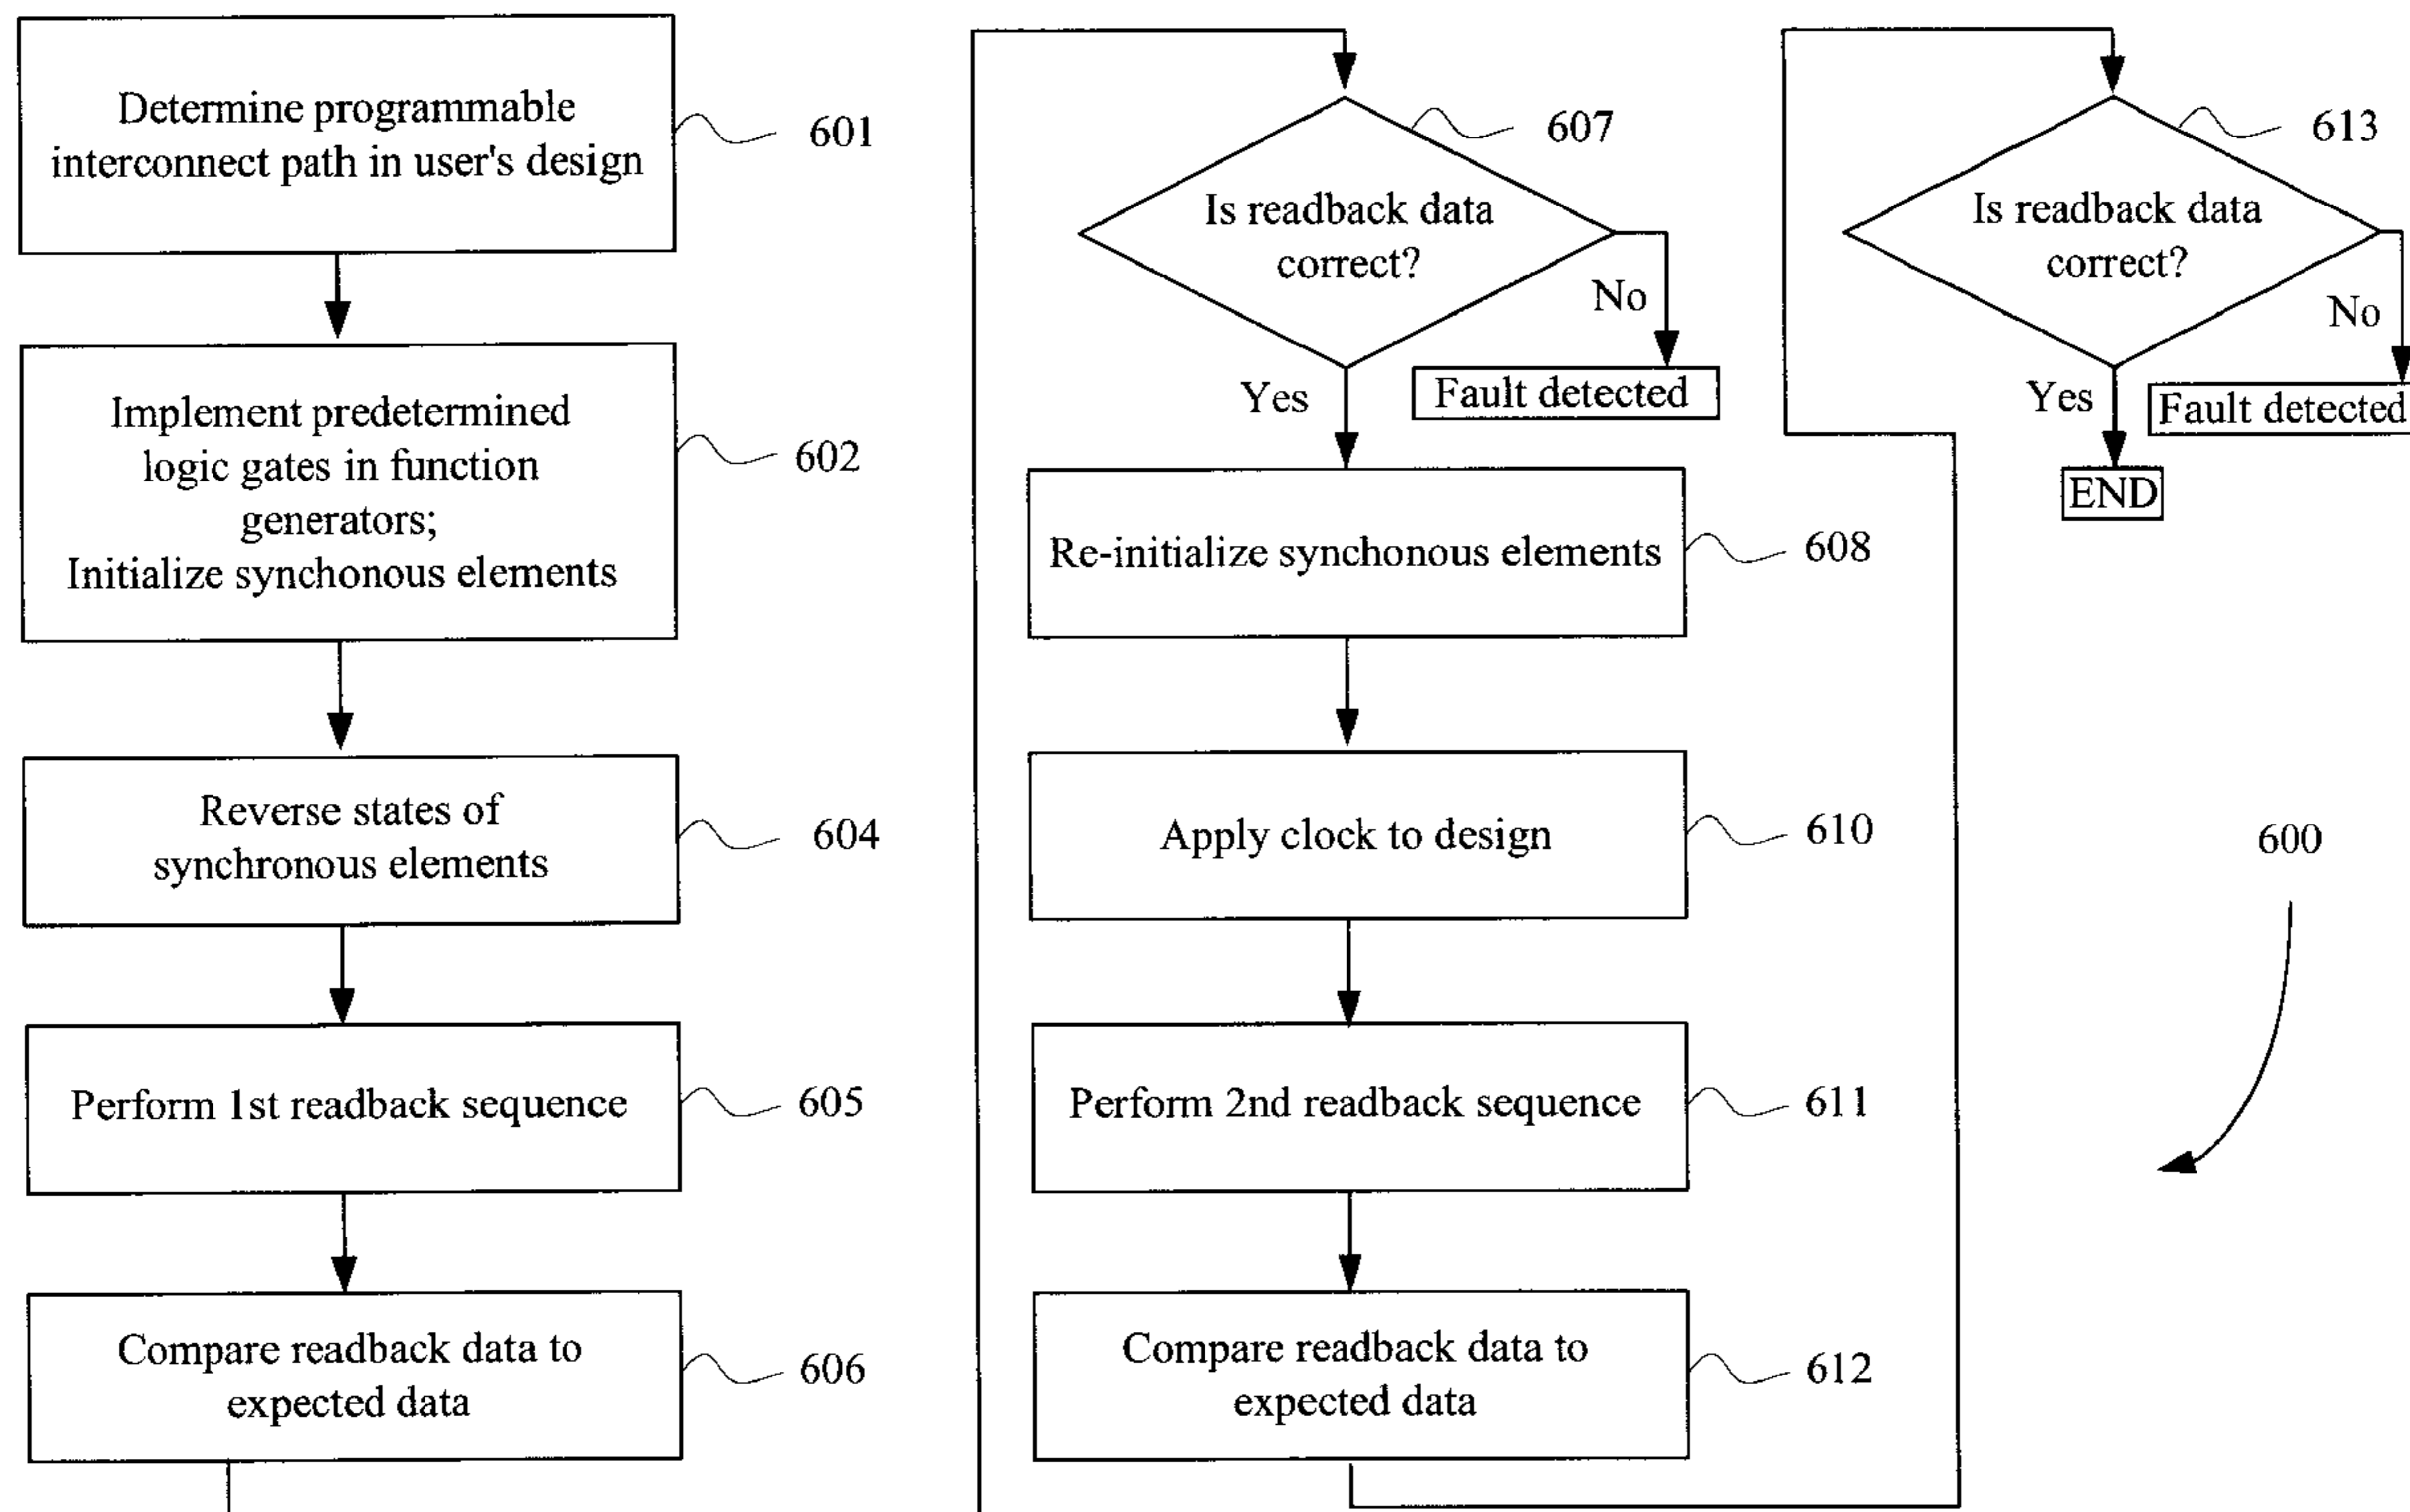 Determine programmable
interconnect path in user's design
601
Implement predetermined
logic gates in function
generators;
Initialize synchonous elements
602
Reverse states of
synchronous elements
604
Perform 1st readback sequence
605
Compare readback data to
expected data
606
607
Is readback data
correct?
No
Yes
Fault detected
Re-initialize synchonous elements
608
Apply clock to design
610
Perform 2nd readback sequence
611
Compare readback data to
expected data
612
613
Is readback data
correct?
No
Yes
Fault detected
END
600